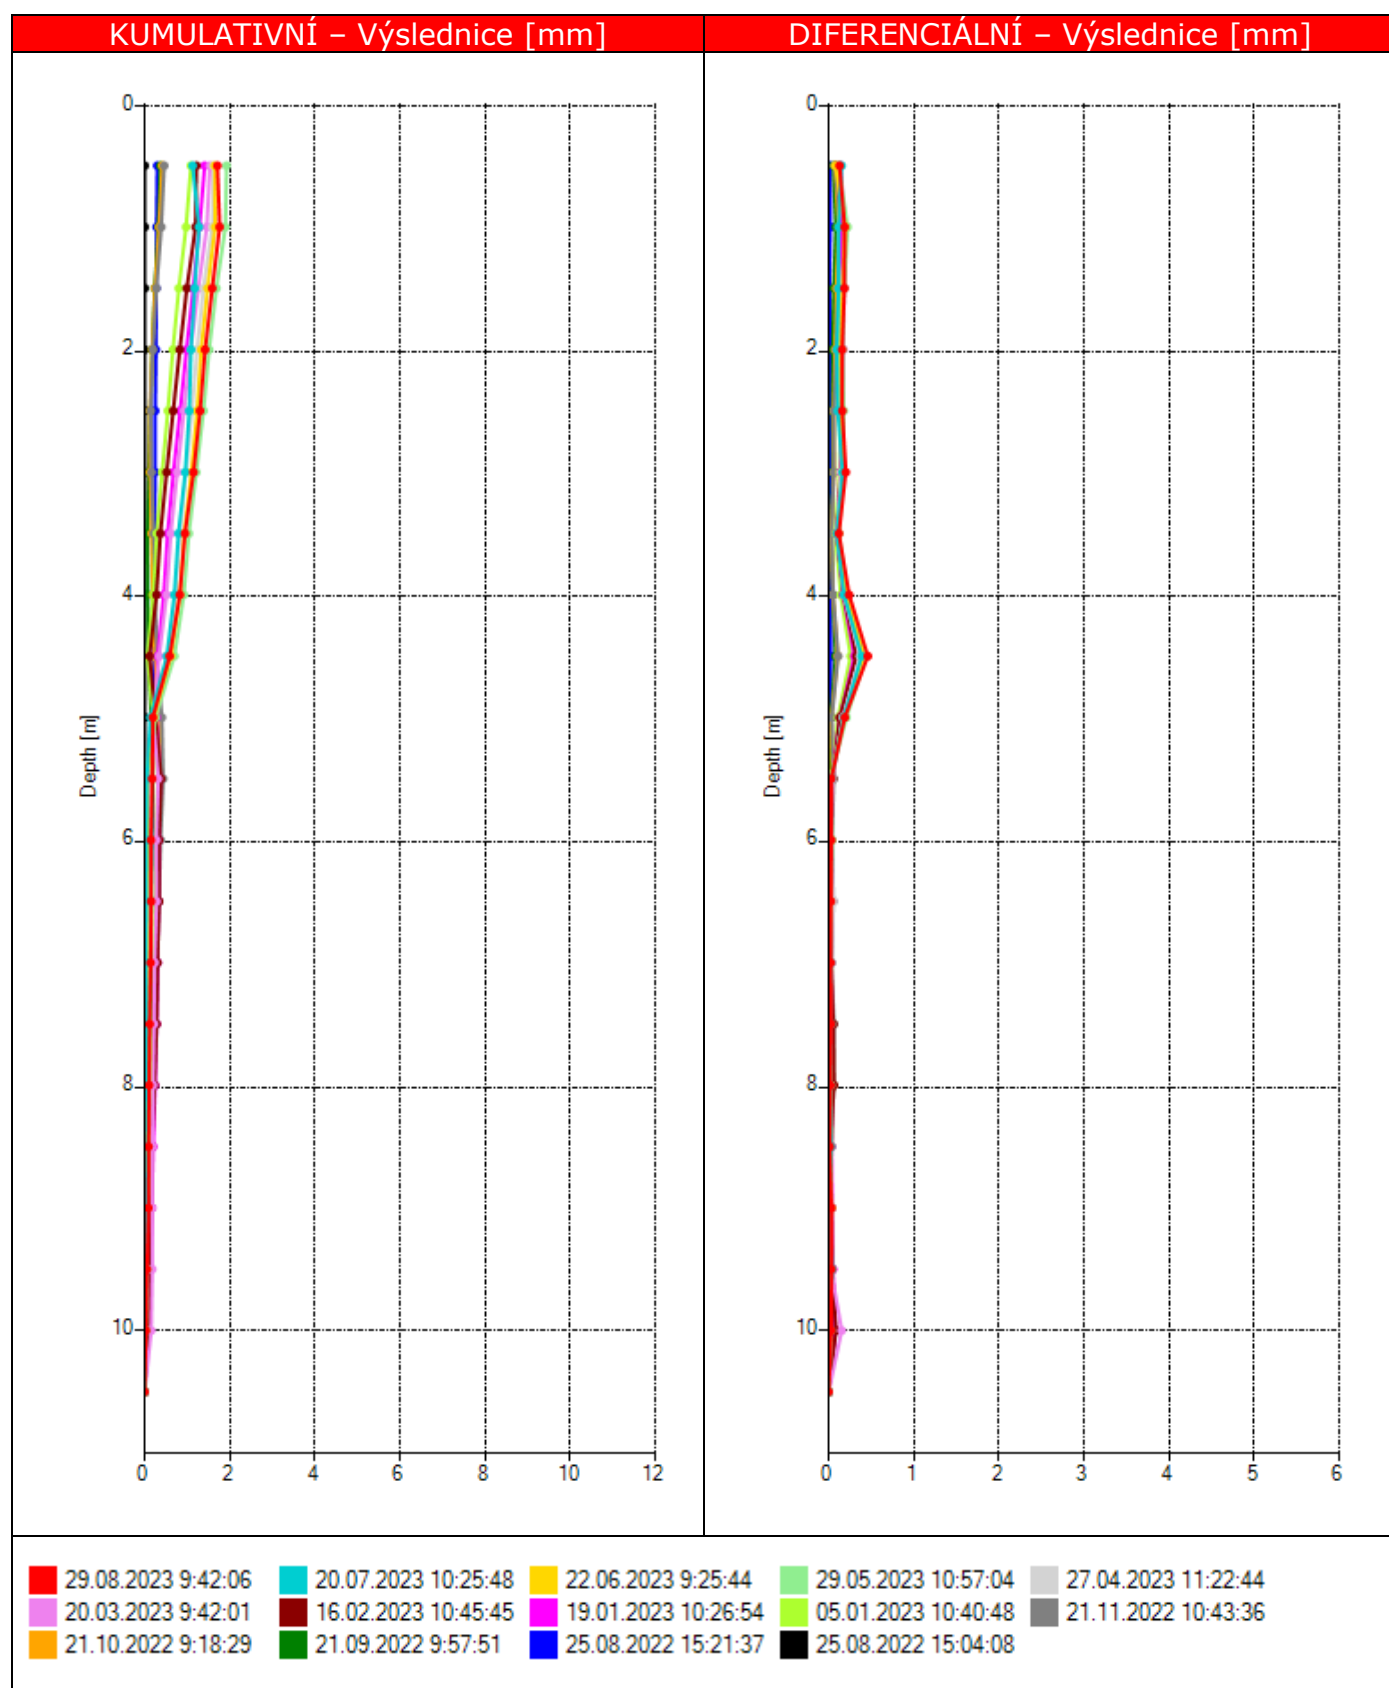 KUMULATIVNÍ – Výslednice [mm]
DIFERENCIÁLNÍ – Výslednice [mm]
0
2
4
Depth [m]
6
8
10
0 2 4 6 8 10 12
0
2
4
Depth [m]
6
8
10
0 1 2 3 4 5 6
29.08.2023 9:42:06 20.07.2023 10:25:48 22.06.2023 9:25:44 29.05.2023 10:57:04 27.04.2023 11:22:44
20.03.2023 9:42:01 16.02.2023 10:45:45 19.01.2023 10:26:54 05.01.2023 10:40:48 21.11.2022 10:43:36
21.10.2022 9:18:29 21.09.2022 9:57:51 25.08.2022 15:21:37 25.08.2022 15:04:08